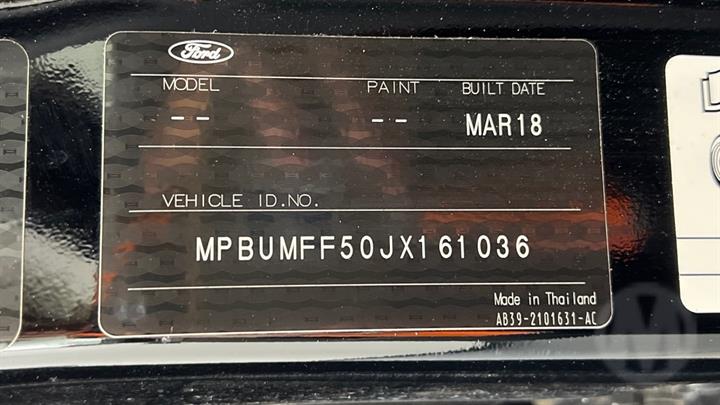 Ford
MODEL PAINT BUILT DATE
-- -- MAR18
VEHICLE ID.NO.
MPBUMFF50JX161036
Made in Thailand
AB39-2101631-AC